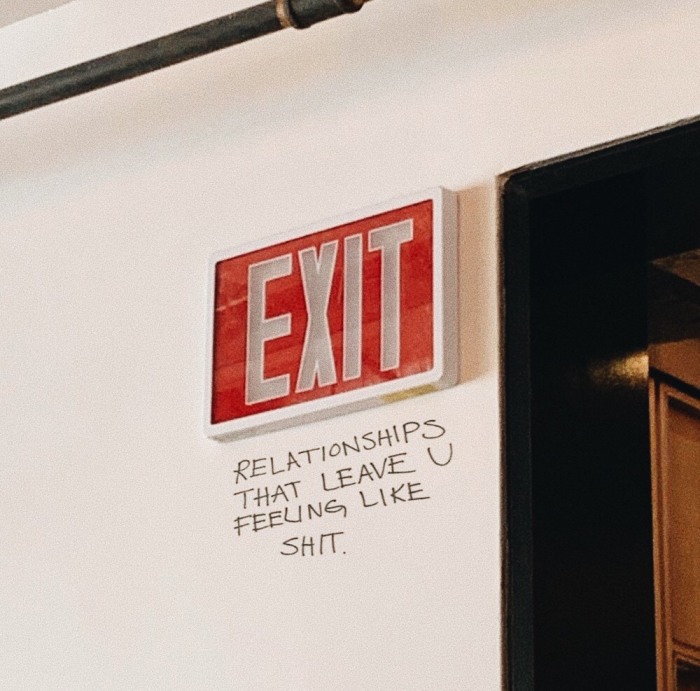 EXIT
RELATIONSHIPS
THAT LEAVE U
FEELING LIKE
SHIT.